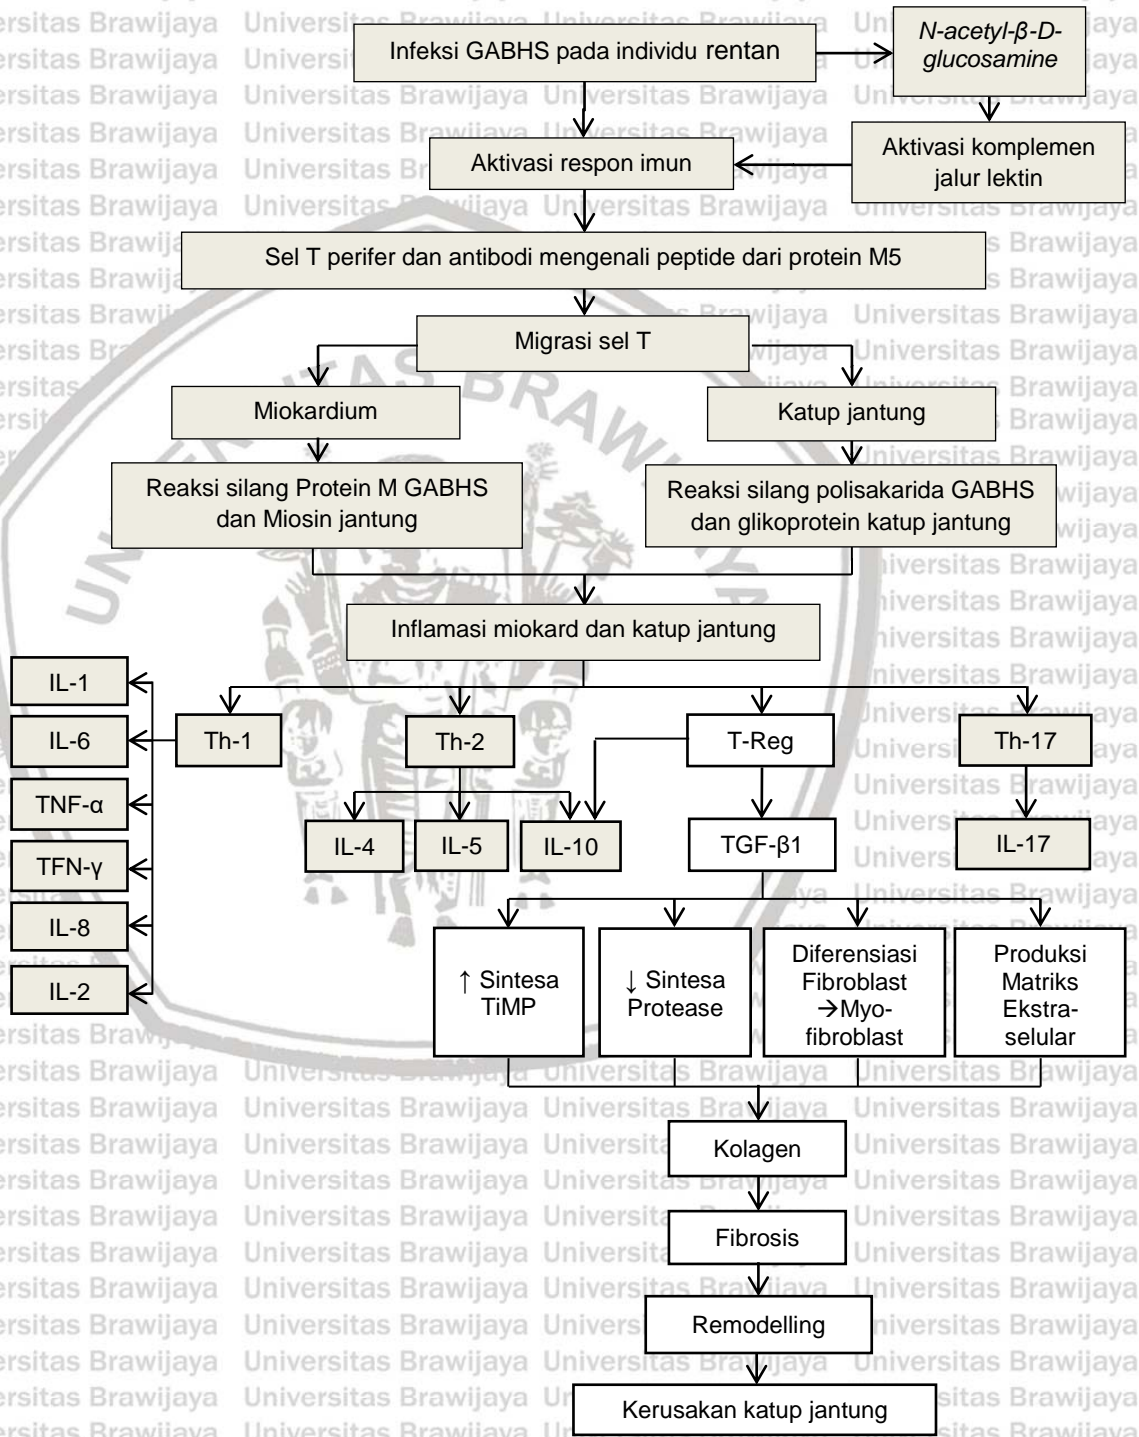 Infeksi GABHS pada individu rentan
N-acetyl-β-D-
glucosamine
Aktivasi respon imun
Aktivasi komplemen
jalur lektin
Sel T perifer dan antibodi mengenali peptide dari protein M5
Migrasi sel T
Miokardium
Katup jantung
Reaksi silang Protein M GABHS
dan Miosin jantung
Reaksi silang polisakarida GABHS
dan glikoprotein katup jantung
Inflamasi miokard dan katup jantung
IL-1
IL-6
TNF-α
TFN-γ
IL-8
IL-2
Th-1
Th-2
T-Reg
Th-17
IL-4
IL-5
IL-10
TGF-β1
IL-17
↑ Sintesa
TiMP
↓ Sintesa
Protease
Diferensiasi
Fibroblast
→Myo-
fibroblast
Produksi
Matriks
Ekstra-
selular
Kolagen
Fibrosis
Remodelling
Kerusakan katup jantung
UNIVERSITAS BRAWIJAYA
Universitas Brawijaya